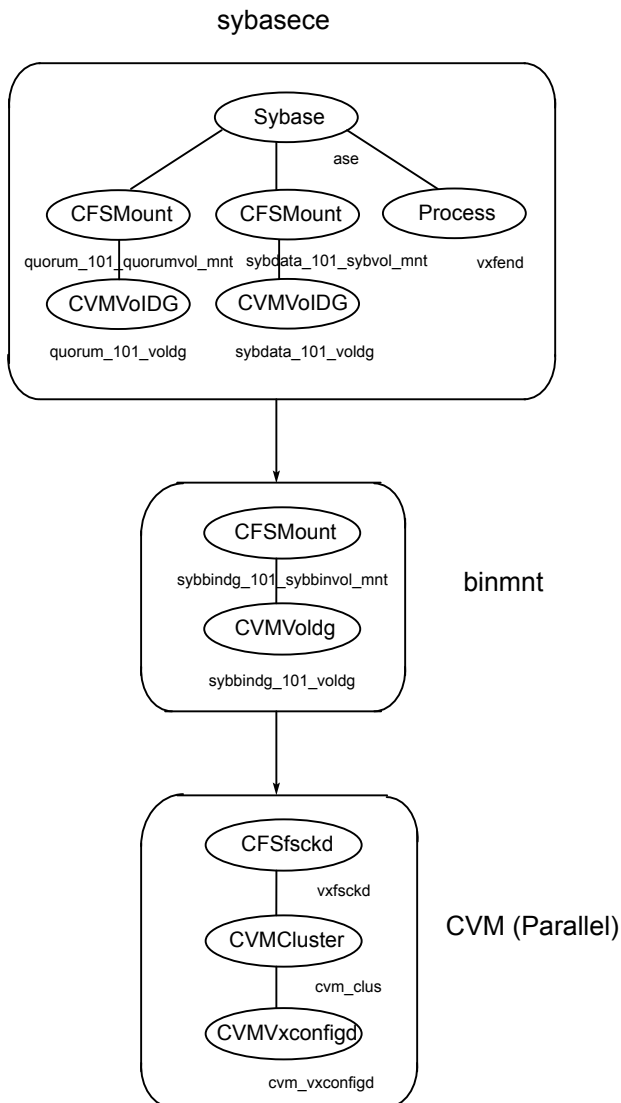 sybasece
Sybase
ase
CFSMount CFSMount Process
quorum_101_quorumvol_mnt sybdata_101_sybvol_mnt vxfend
CVMVolDG CVMVolDG
quorum_101_voldg sybdata_101_voldg
CFSMount
sybbindg_101_sybbinvol_mnt
binmnt
CVMVoldg
sybbindg_101_voldg
CFSfsckd
vxfsckd
CVMCluster
CVM (Parallel)
cvm_clus
CVMVxconfigd
cvm_vxconfigd